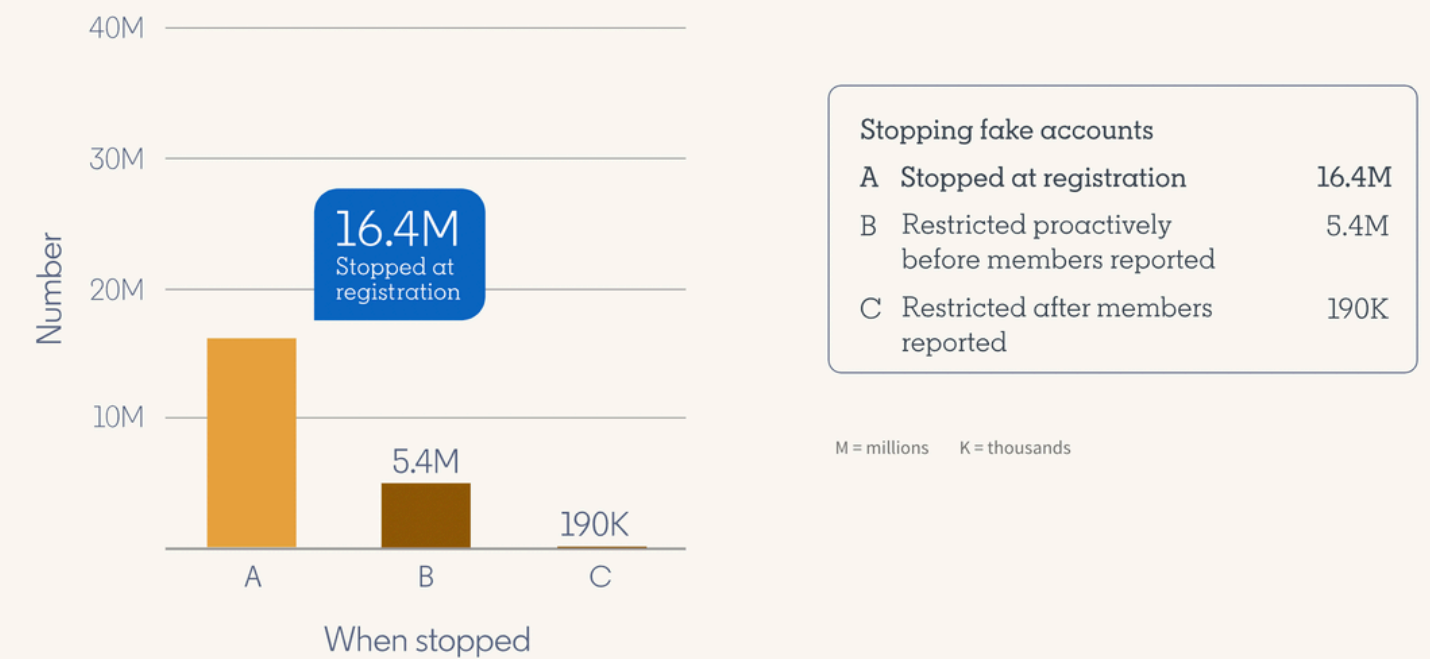 40M
30M
20M
10M
Number
16.4M
Stopped at
registration
5.4M
190K
A
B
C
When stopped
Stopping fake accounts
A Stopped at registration 16.4M
B Restricted proactively 5.4M
before members reported
C Restricted after members 190K
reported
M = millions K = thousands